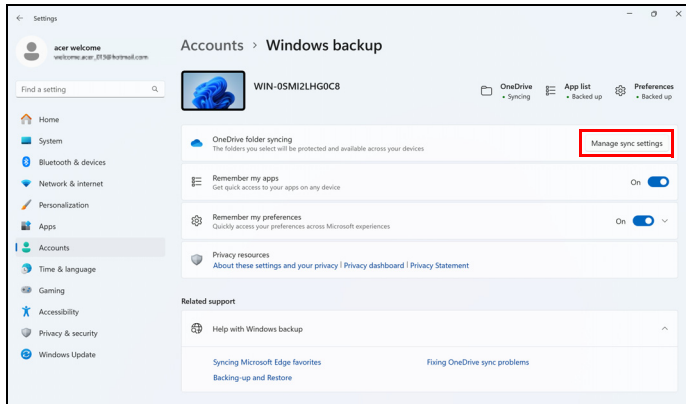 Settings
acer welcome
Find a setting
Home
System
Bluetooth & devices
Network & internet
Personalization
Apps
Accounts
Time & language
Gaming
Accessibility
Privacy & security
Windows Update
Accounts > Windows backup
WIN-0SMI2LHG0C8
OneDrive
• Syncing
App list
• Backed up
Preferences
• Backed up
OneDrive folder syncing
The folders you select will be protected and available across your devices
Manage sync settings
Remember my apps
Get quick access to your apps on any device
On
Remember my preferences
Quickly access your preferences across Microsoft experiences
On
Privacy resources
About these settings and your privacy | Privacy dashboard | Privacy Statement
Related support
Help with Windows backup
Syncing Microsoft Edge favorites
Fixing OneDrive sync problems
Backing-up and Restore